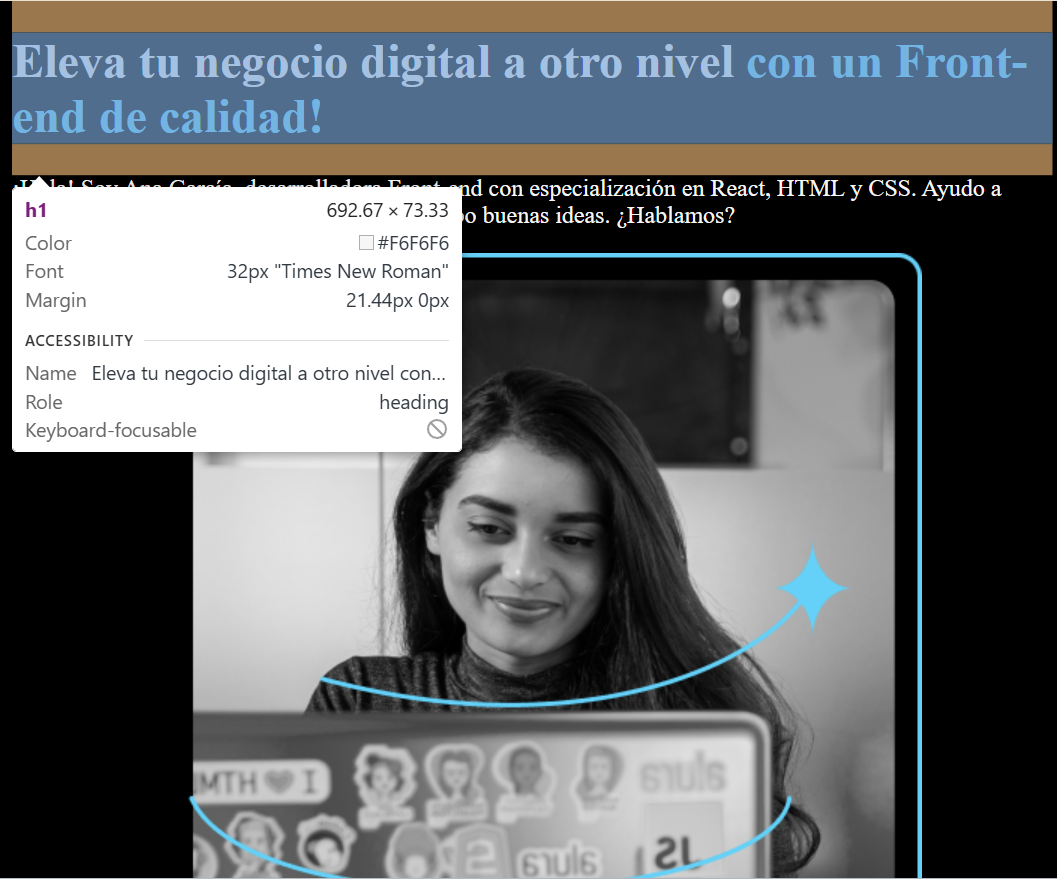 Eleva tu negocio digital a otro nivel con un Front-
end de calidad!
¡Hola! Soy Ana García, desarrolladora Front-end con especialización en React, HTML y CSS. Ayudo a
buenas ideas. ¿Hablamos?
h1 692.67 × 73.33
Color #F6F6F6
Font 32px "Times New Roman"
Margin 21.44px 0px
ACCESSIBILITY
Name Eleva tu negocio digital a otro nivel con...
Role heading
Keyboard-focusable
MTH I
alura
JS
alura